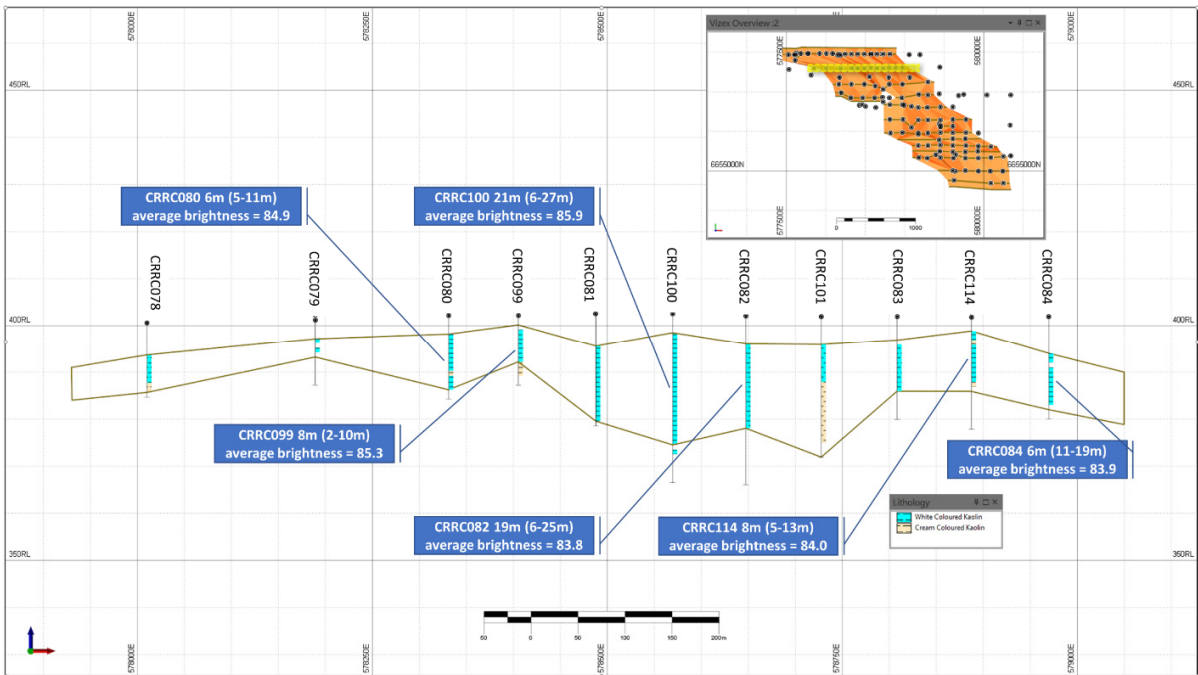 578000E
578250E
578500E
578750E
579000E
Vizex Overview :2
577500E
580000E
6655000N
6655000N
577500E
580000E
0
1000
450RL
CRRC080 6m (5-11m)
average brightness = 84.9
CRRC100 21m (6-27m)
average brightness = 85.9
CRRC078
CRRC079
CRRC080
CRRC099
CRRC081
CRRC100
CRRC082
CRRC101
CRRC083
CRRC114
CRRC084
400RL
400RL
CRRC099 8m (2-10m)
average brightness = 85.3
CRRC084 6m (11-19m)
average brightness = 83.9
CRRC082 19m (6-25m)
average brightness = 83.8
CRRC114 8m (5-13m)
average brightness = 84.0
Lithology
White Coloured Kaolin
Cream Coloured Kaolin
350RL
350RL
50
0
50
100
150
200m
578000E
578250E
578500E
578750E
579000E